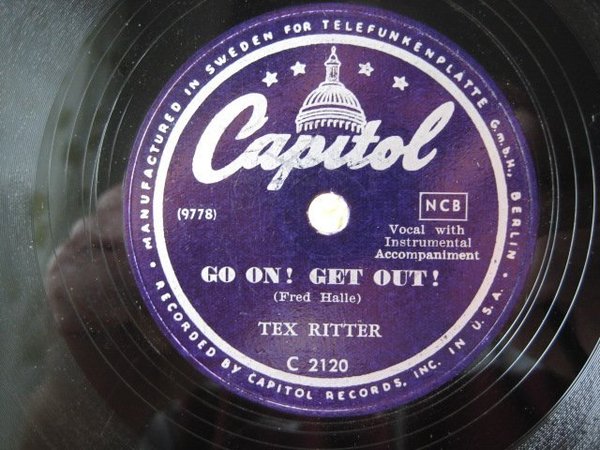 MANUFACTURED IN SWEDEN FOR TELEFUNKENPLATTE G.m.b.H., BERLIN
Capitol
(9778)
NCB
Vocal with
Instrumental
Accompaniment
GO ON! GET OUT!
(Fred Halle)
TEX RITTER
C 2120
RECORDED BY CAPITOL RECORDS, INC. IN U.S.A.